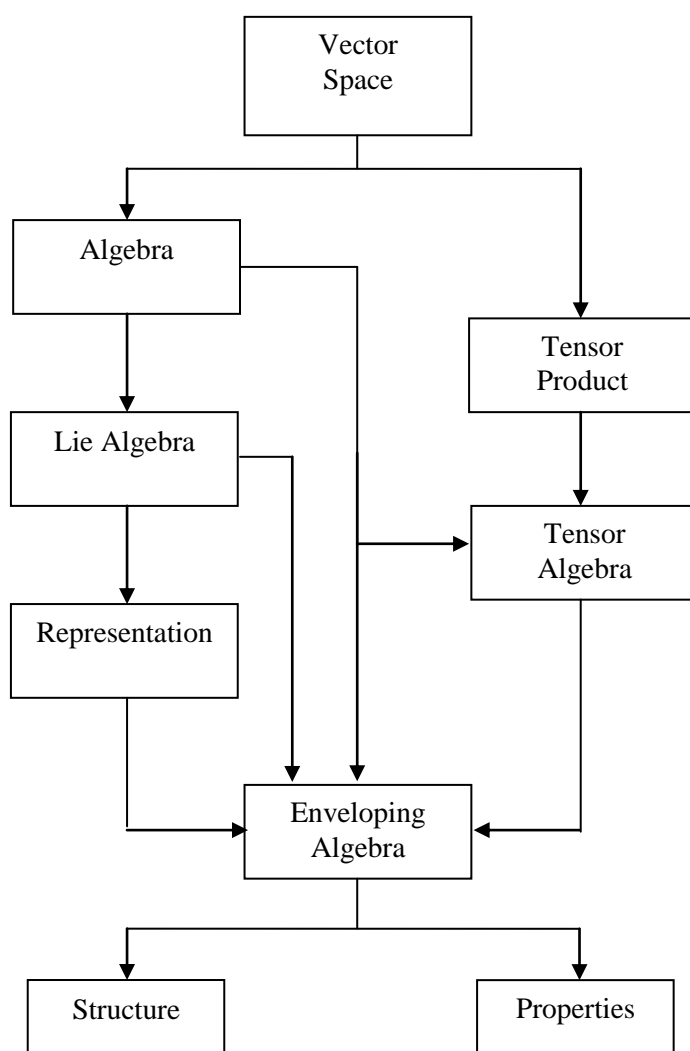 Vector
Space
Algebra
Tensor
Product
Lie Algebra
Tensor
Algebra
Representation
Enveloping
Algebra
Structure
Properties